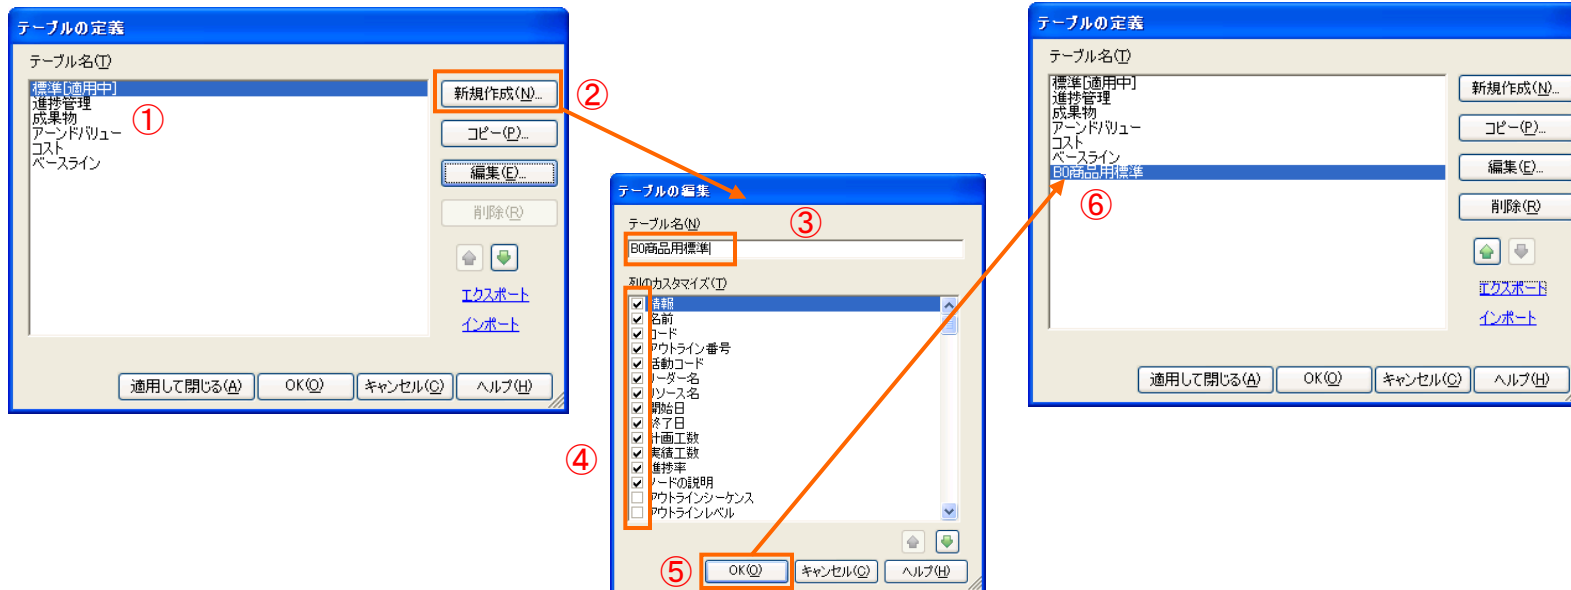 テーブルの定義
テーブル名(T)
標準[適用中]
進捗管理
成果物
アーンドバリュー
コスト
ベースライン
①
新規作成(N)...
②
コピー(P)...
編集(E)...
削除(R)
エクスポート
インポート
適用して閉じる(A)
OK(O)
キャンセル(C)
ヘルプ(H)
テーブルの編集
テーブル名(N)
③
BO商品用標準
列のカスタマイズ(T)
情報
名前
コード
アウトライン番号
活動コード
リーダー名
リソース名
開始日
終了日
計画工数
実績工数
進捗率
ノードの説明
アウトラインシーケンス
アウトラインレベル
④
⑤
OK(O)
キャンセル(C)
ヘルプ(H)
テーブルの定義
テーブル名(T)
標準[適用中]
進捗管理
成果物
アーンドバリュー
コスト
ベースライン
BO商品用標準
⑥
新規作成(N)...
コピー(P)...
編集(E)...
削除(R)
エクスポート
インポート
適用して閉じる(A)
OK(O)
キャンセル(C)
ヘルプ(H)